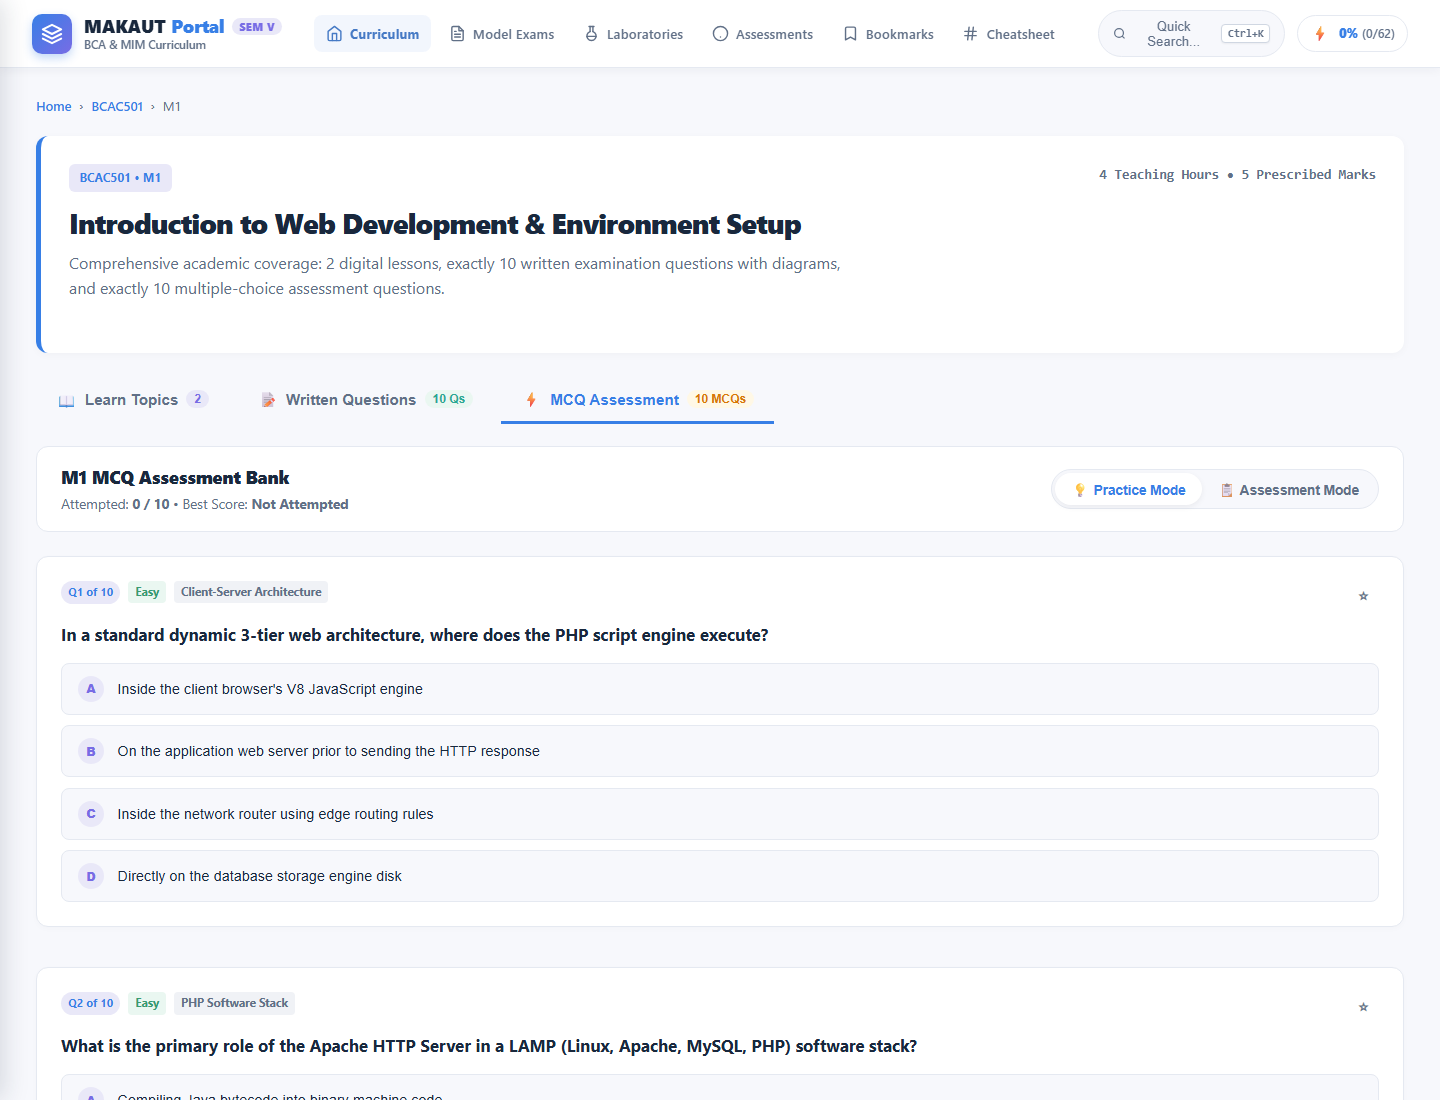 MAKAUT Portal SEM V
BCA & MIM Curriculum
Curriculum
Model Exams
Laboratories
Assessments
Bookmarks
Cheatsheet
Quick Search...
Ctrl+K
0% (0/62)
Home › BCAC501 › M1
BCAC501 • M1
4 Teaching Hours • 5 Prescribed Marks
Introduction to Web Development & Environment Setup
Comprehensive academic coverage: 2 digital lessons, exactly 10 written examination questions with diagrams,
and exactly 10 multiple-choice assessment questions.
Learn Topics 2
Written Questions 10 Qs
MCQ Assessment 10 MCQs
M1 MCQ Assessment Bank
Attempted: 0 / 10 • Best Score: Not Attempted
Practice Mode
Assessment Mode
Q1 of 10 Easy Client-Server Architecture
In a standard dynamic 3-tier web architecture, where does the PHP script engine execute?
A Inside the client browser's V8 JavaScript engine
B On the application web server prior to sending the HTTP response
C Inside the network router using edge routing rules
D Directly on the database storage engine disk
Q2 of 10 Easy PHP Software Stack
What is the primary role of the Apache HTTP Server in a LAMP (Linux, Apache, MySQL, PHP) software stack?
A Compiling Java bytecode into binary machine code